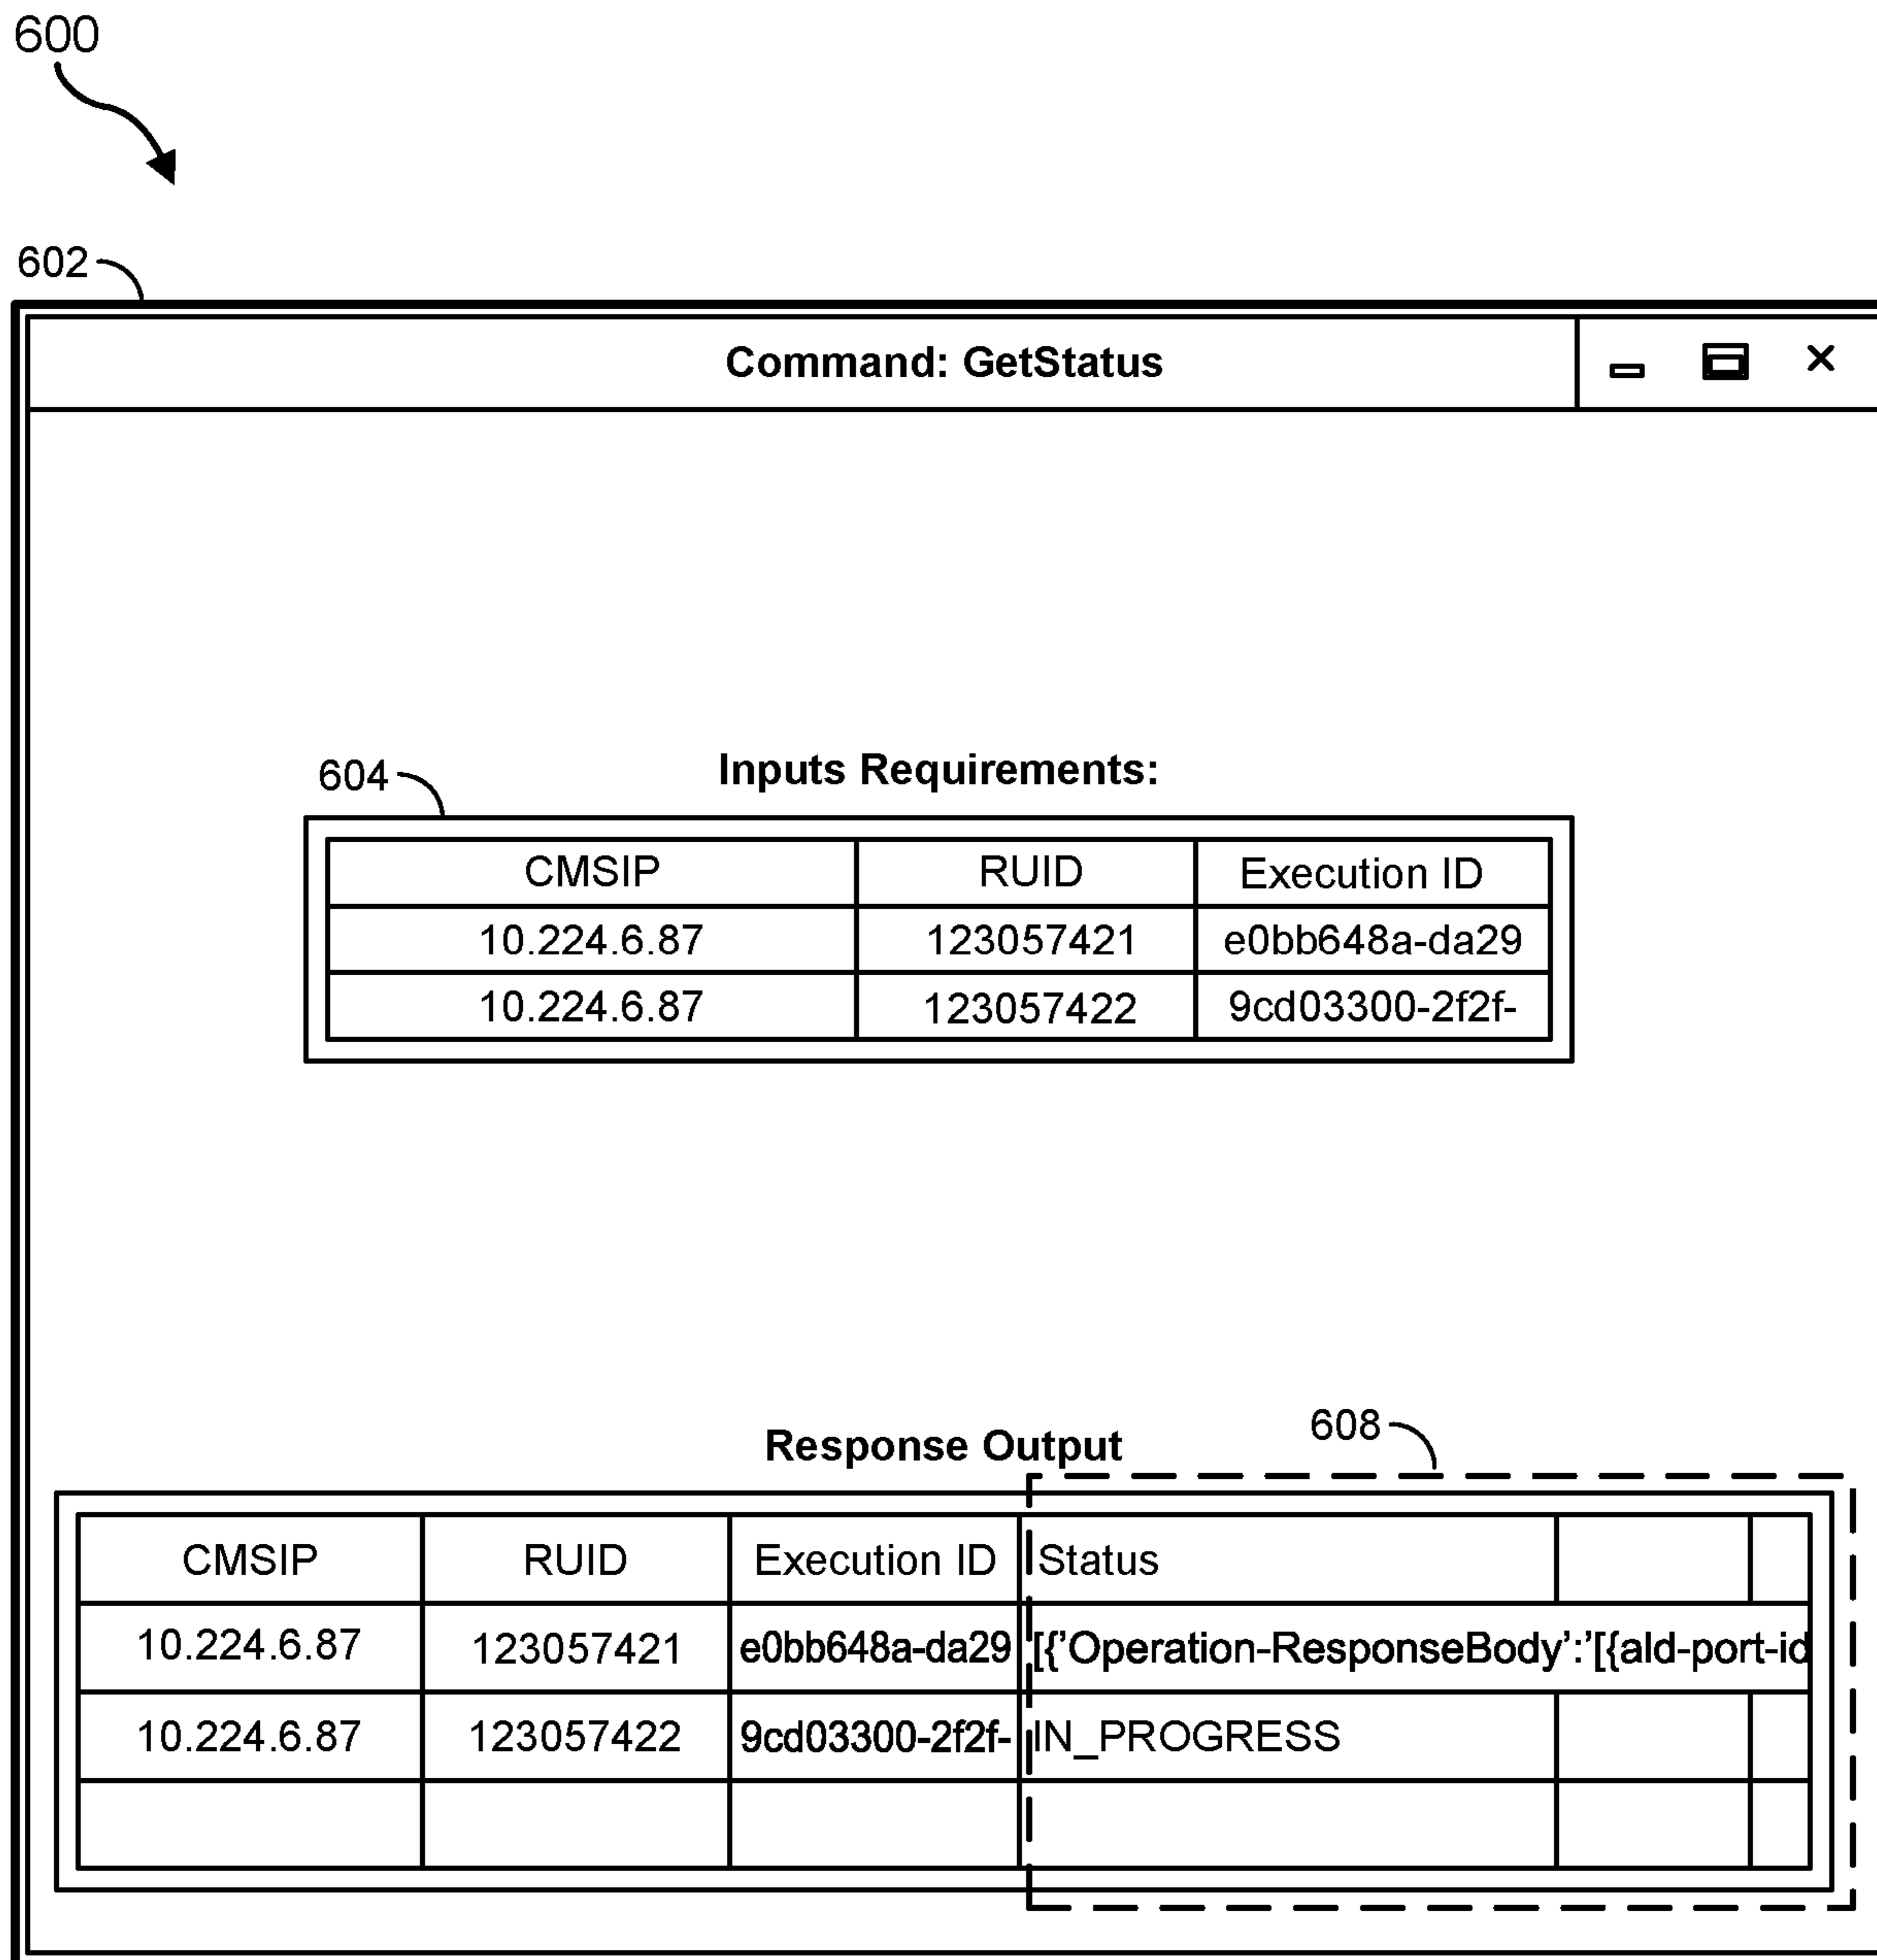 600
602
Command: GetStatus
604
Inputs Requirements:
CMSIP RUID Execution ID
10.224.6.87 123057421 e0bb648a-da29
10.224.6.87 123057422 9cd03300-2f2f-
608
Response Output
CMSIP RUID Execution ID Status
10.224.6.87 123057421 e0bb648a-da29 [{’Operation-ResponseBody’:’[{ald-port-id
10.224.6.87 123057422 9cd03300-2f2f- IN_PROGRESS